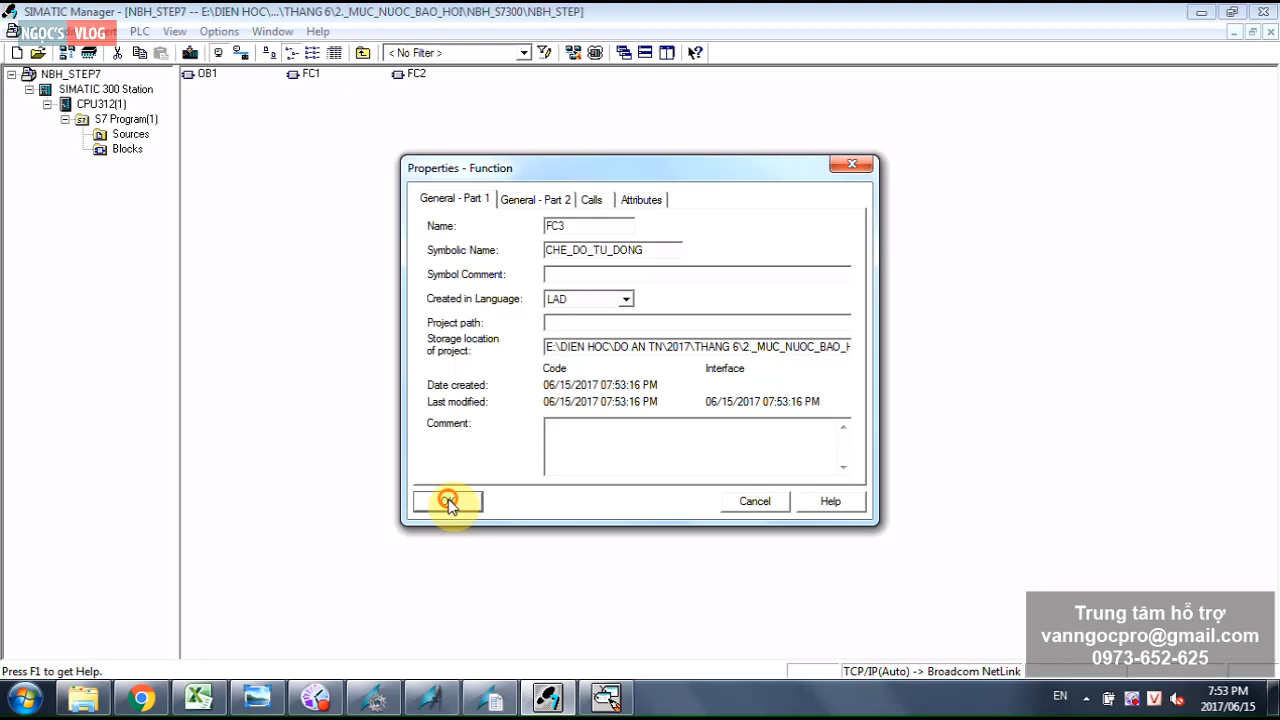 SIMATIC Manager - [NBH_STEP7 -- E:\DIEN HOC\...\THANG 6\2._MUC_NUOC_BAO_HOI\NBH_S7300\NBH_STEP]
NGỌC'S VLOG
PLC View Options Window Help
< No Filter >
NBH_STEP7
SIMATIC 300 Station
CPU312(1)
S7 Program(1)
Sources
Blocks
OB1 FC1 FC2
Properties - Function
General - Part 1 General - Part 2 Calls Attributes
Name: FC3
Symbolic Name: CHE_DO_TU_DONG
Symbol Comment:
Created in Language: LAD
Project path:
Storage location
of project: E:\DIEN HOC\DO AN TN\2017\THANG 6\2._MUC_NUOC_BAO_H
Code Interface
Date created: 06/15/2017 07:53:16 PM
Last modified: 06/15/2017 07:53:16 PM 06/15/2017 07:53:16 PM
Comment:
Cancel Help
Trung tâm hỗ trợ
vanngocpro@gmail.com
0973-652-625
Press F1 to get Help.
TCP/IP(Auto) -> Broadcom NetLink
EN
7:53 PM
2017/06/15